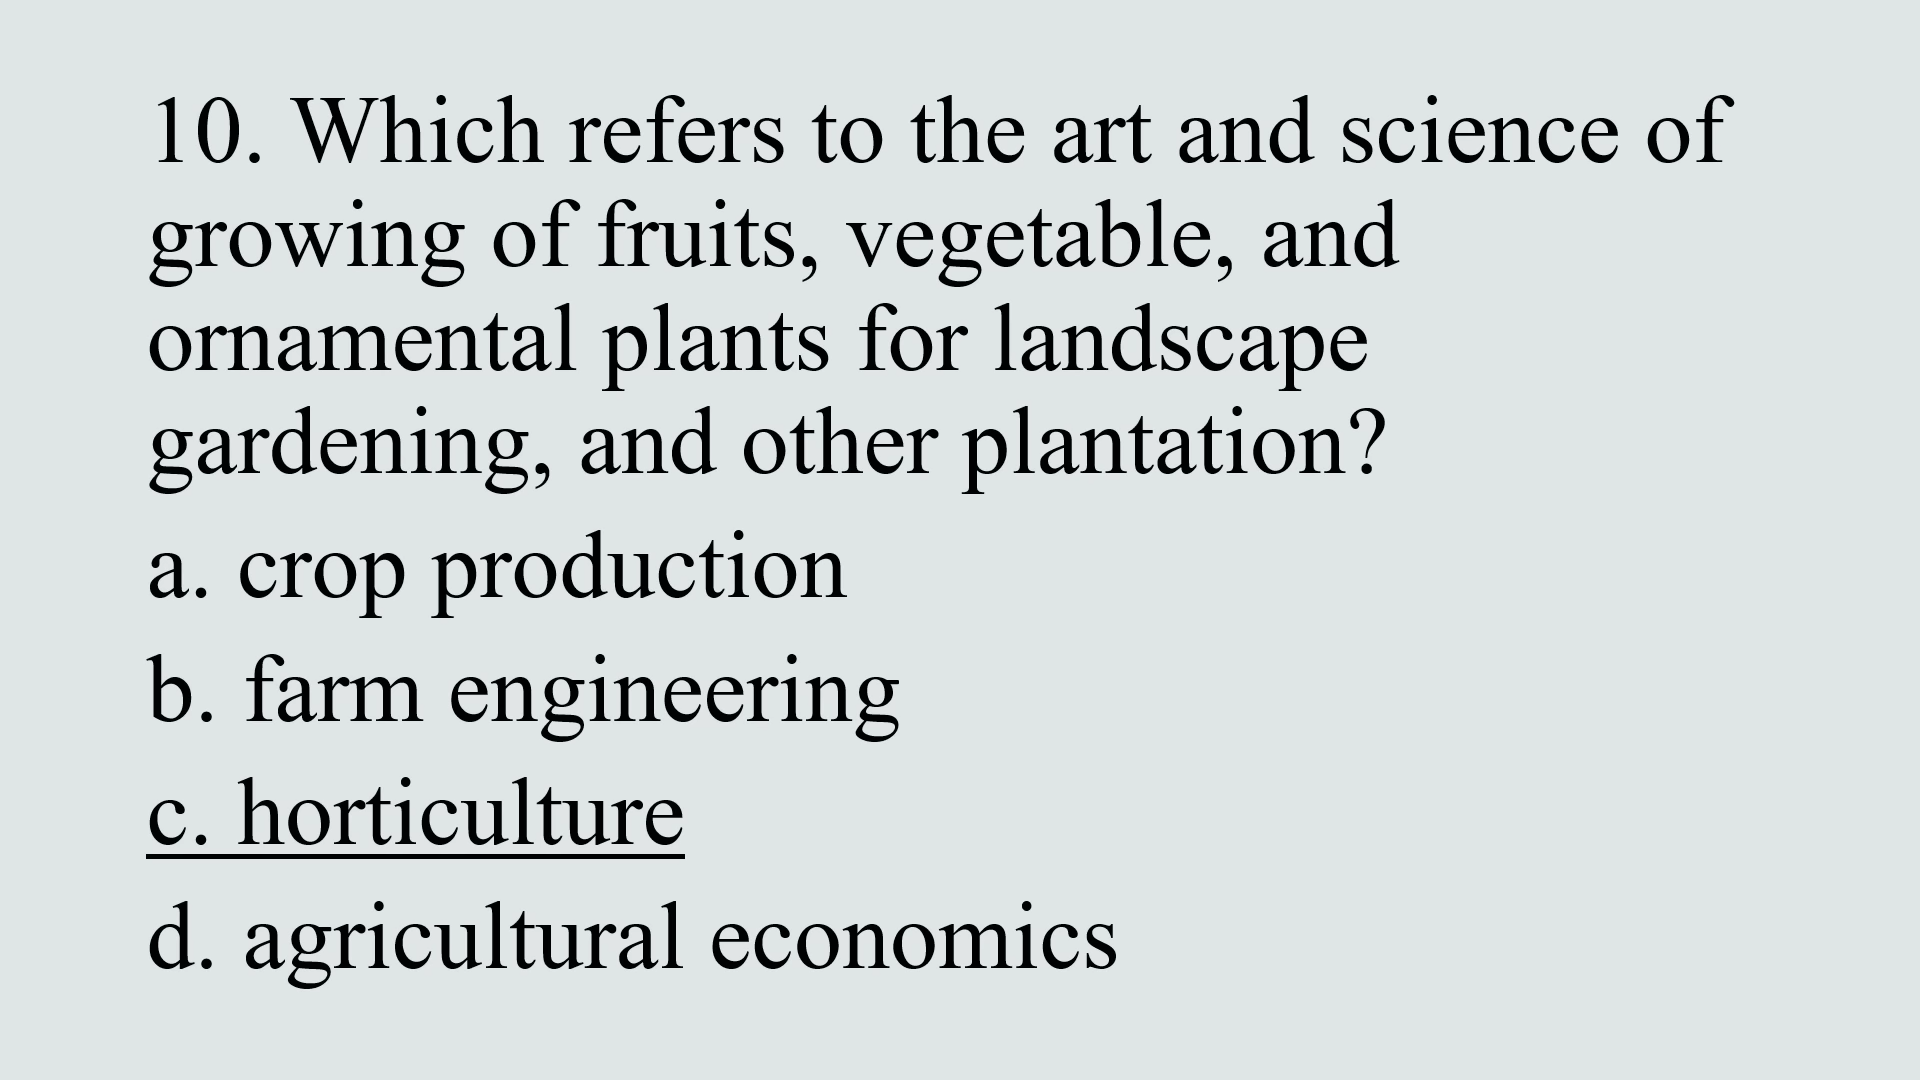 10. Which refers to the art and science of
growing of fruits, vegetable, and
ornamental plants for landscape
gardening, and other plantation?
a. crop production
b. farm engineering
c. horticulture
d. agricultural economics